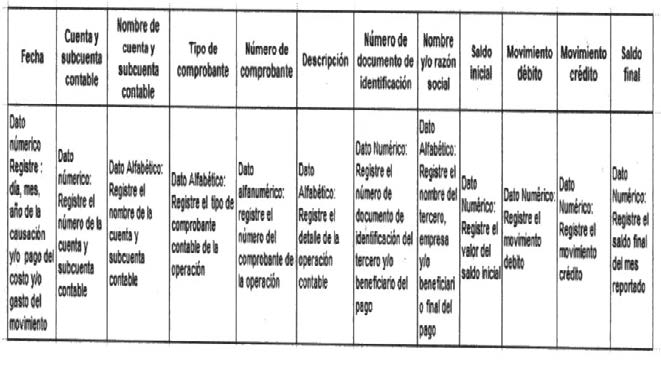 Fecha
Cuenta y
subcuenta
contable
Nombre de
cuenta y
subcuenta
contable
Tipo de
comprobante
Número de
comprobante
Descripción
Número de
documento de
identificación
Nombre
y/o razón
social
Saldo
inicial
Movimiento
débito
Movimiento
crédito
Saldo
final
Dato
númerico
Registre :
día, mes,
año de la
causación
y/o pago del
costo y/o
gasto del
movimiento
Dato
númerico:
Registre el
número de la
cuenta y
subcuenta
contable
Dato Alfabético:
Registre el
nombre de la
cuenta y
subcuenta
contable
Dato Alfabético:
Registre el tipo de
comprobante
contable de la
operación
Dato
alfanumérico:
registre el
número del
comprobante de
la operación
Dato
Alfabético:
Registre el
detalle de la
operación
contable
Dato Numérico:
Registre el
número de
documento de
identificación del
tercero y/o
beneficiario del
pago
Dato
Alfabético:
Registre el
nombre del
tercero,
empresa
y/o
beneficiari
o final del
pago
Dato
Numérico:
Registre el
valor del
saldo inicial
Dato Numérico:
Registre el
movimiento
debito
Dato
Numérico:
Registre el
movimiento
crédito
Dato
Numérico:
Registre el
saldo final
del mes
reportado